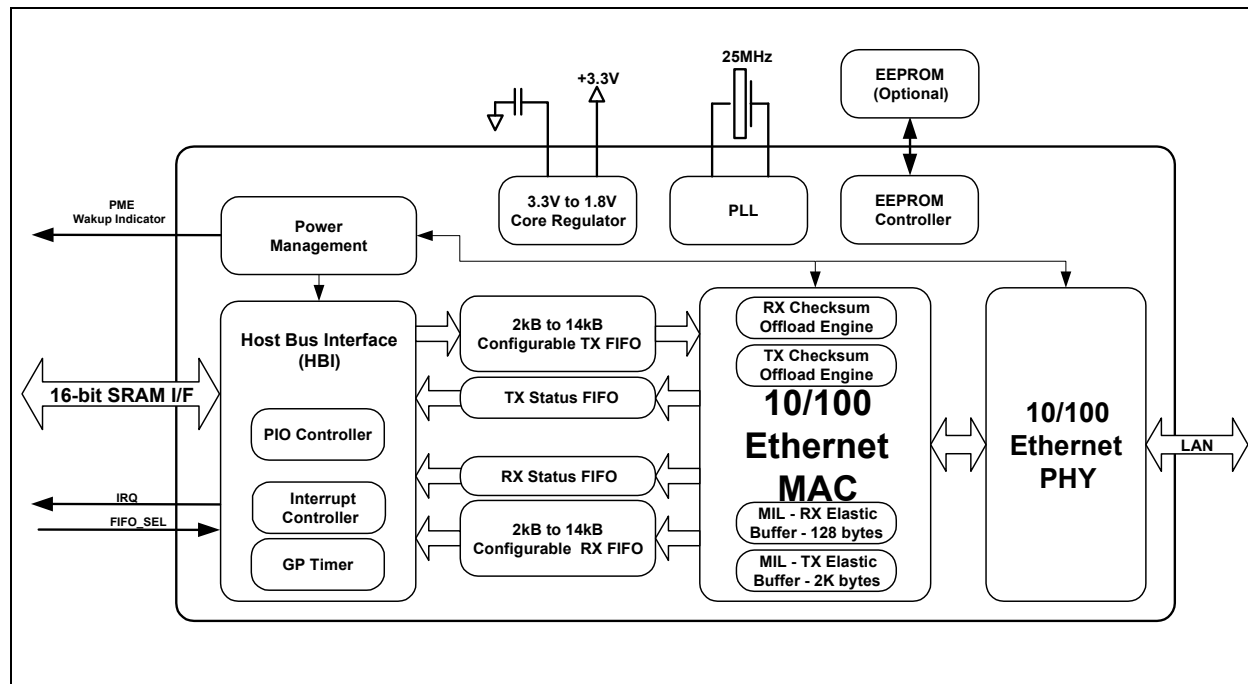 25MHz
+3.3V
EEPROM
(Optional)
3.3V to 1.8V
Core Regulator
PLL
EEPROM
Controller
PME
Wakup Indicator
Power
Management
Host Bus Interface
(HBI)
2kB to 14kB
Configurable TX FIFO
RX Checksum
Offload Engine
TX Checksum
Offload Engine
16-bit SRAM I/F
TX Status FIFO
10/100
Ethernet
MAC
10/100
Ethernet
PHY
LAN
PIO Controller
RX Status FIFO
IRQ
FIFO_SEL
Interrupt
Controller
2kB to 14kB
Configurable RX FIFO
MIL - RX Elastic
Buffer - 128 bytes
GP Timer
MIL - TX Elastic
Buffer - 2K bytes